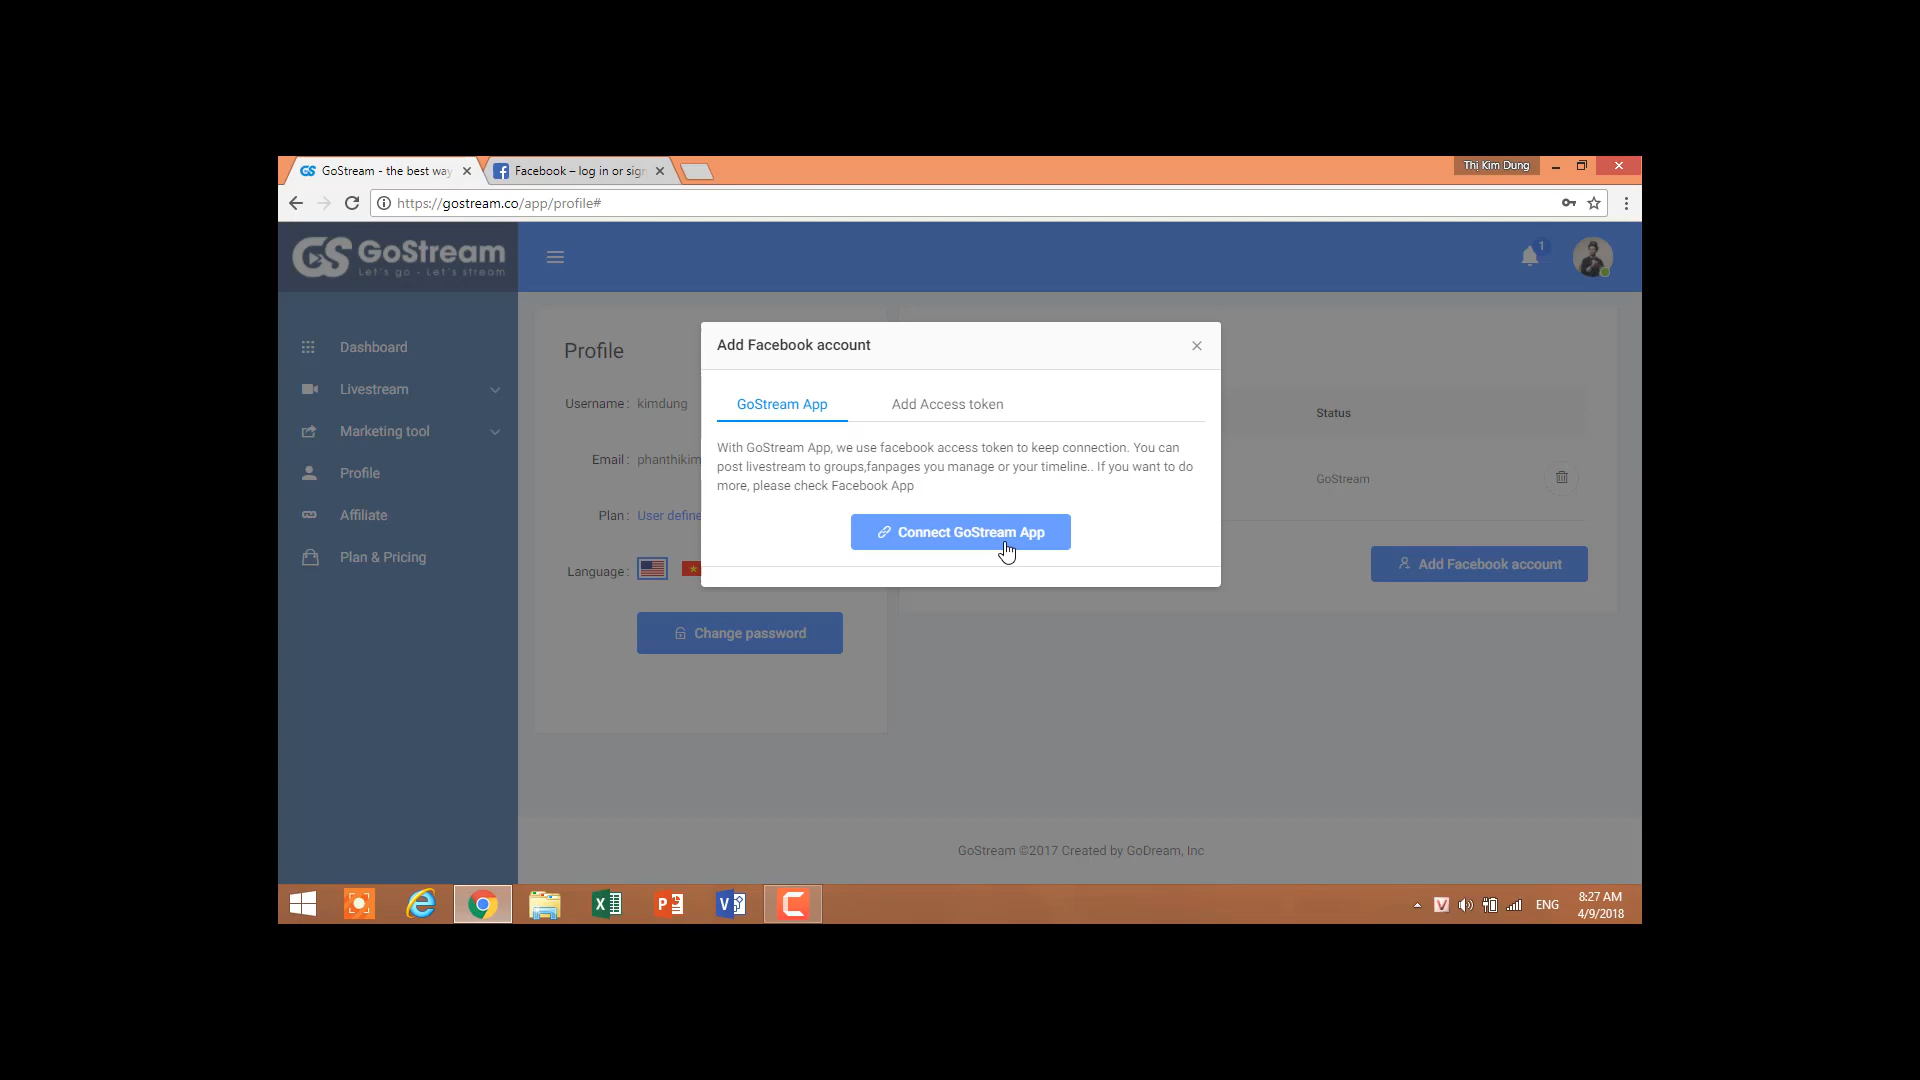 GoStream - the best way
Facebook – log in or sig
Thi Kim Dung
https://gostream.co/app/profile#
GS GoStream
Let's go - Let's stream
1
Dashboard
Livestream
Marketing tool
Profile
Affiliate
Plan & Pricing
Profile
Username : kimdung
Email : phanthikim
Plan : User define
Language :
Change password
Add Facebook account
GoStream App
Add Access token
With GoStream App, we use facebook access token to keep connection. You can
post livestream to groups,fanpages you manage or your timeline.. If you want to do
more, please check Facebook App
Connect GoStream App
Status
GoStream
Add Facebook account
GoStream ©2017 Created by GoDream, Inc
ENG
8:27 AM
4/9/2018